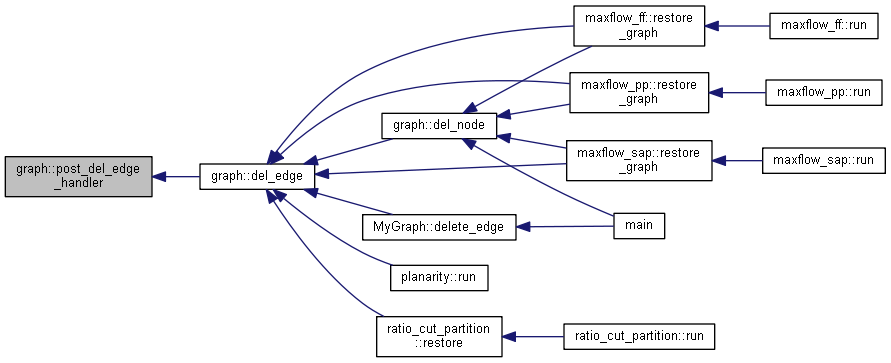 graph::post_del_edge
_handler
graph::del_edge
graph::del_node
MyGraph::delete_edge
planarity::run
ratio_cut_partition
::restore
maxflow_ff::restore
_graph
maxflow_pp::restore
_graph
maxflow_sap::restore
_graph
main
ratio_cut_partition::run
maxflow_ff::run
maxflow_pp::run
maxflow_sap::run